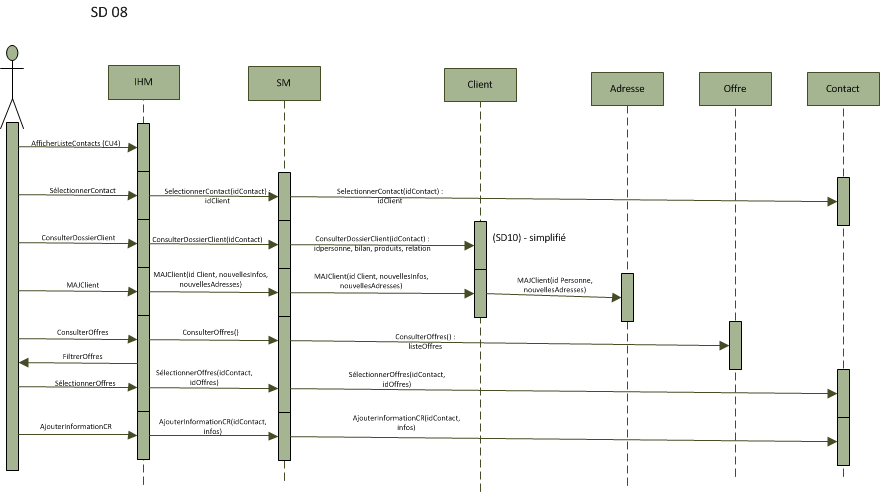 SD 08
IHM
SM
Client
Adresse
Offre
Contact
AfficherListeContacts (CU4)
SélectionnerContact
SelectionnerContact(idContact) :
idClient
SelectionnerContact(idContact) :
idClient
(SD10) - simplifié
ConsulterDossierClient
ConsulterDossierClient(idContact)
ConsulterDossierClient(idContact) :
idpersonne, bilan, produits, relation
MAJClient
MAJClient(id Client, nouvellesInfos,
nouvellesAdresses)
MAJClient(id Client, nouvellesInfos,
nouvellesAdresses)
MAJClient(id Personne,
nouvellesAdresses)
ConsulterOffres
ConsulterOffres()
ConsulterOffres() :
listeOffres
FiltrerOffres
SélectionnerOffres
SélectionnerOffres(idContact,
idOffres)
SélectionnerOffres(idContact,
idOffres)
AjouterInformationCR
AjouterInformationCR(idContact,
infos)
AjouterInformationCR(idContact,
infos)